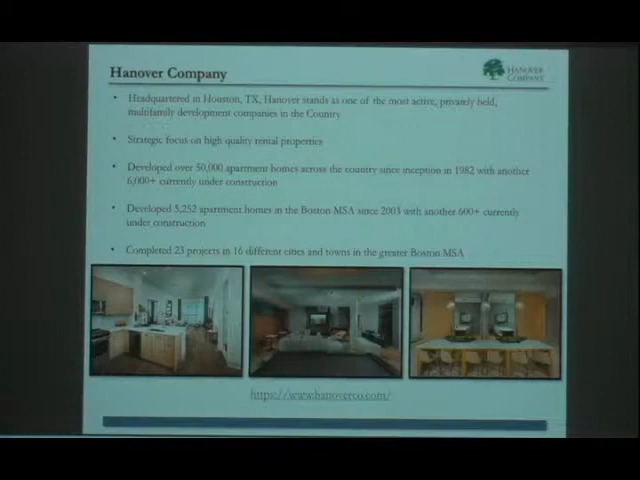 Hanover Company
HANOVER
COMPANY
• Headquartered in Houston, TX, Hanover stands as one of the most active, privately held,
multifamily development companies in the Country
• Strategic focus on high quality rental properties
• Developed over 50,000 apartment homes across the country since inception in 1982 with another
6,000+ currently under construction
• Developed 5,252 apartment homes in the Boston MSA since 2003 with another 600+ currently
under construction
• Completed 23 projects in 16 different cities and towns in the greater Boston MSA
https://www.hanoverco.com/